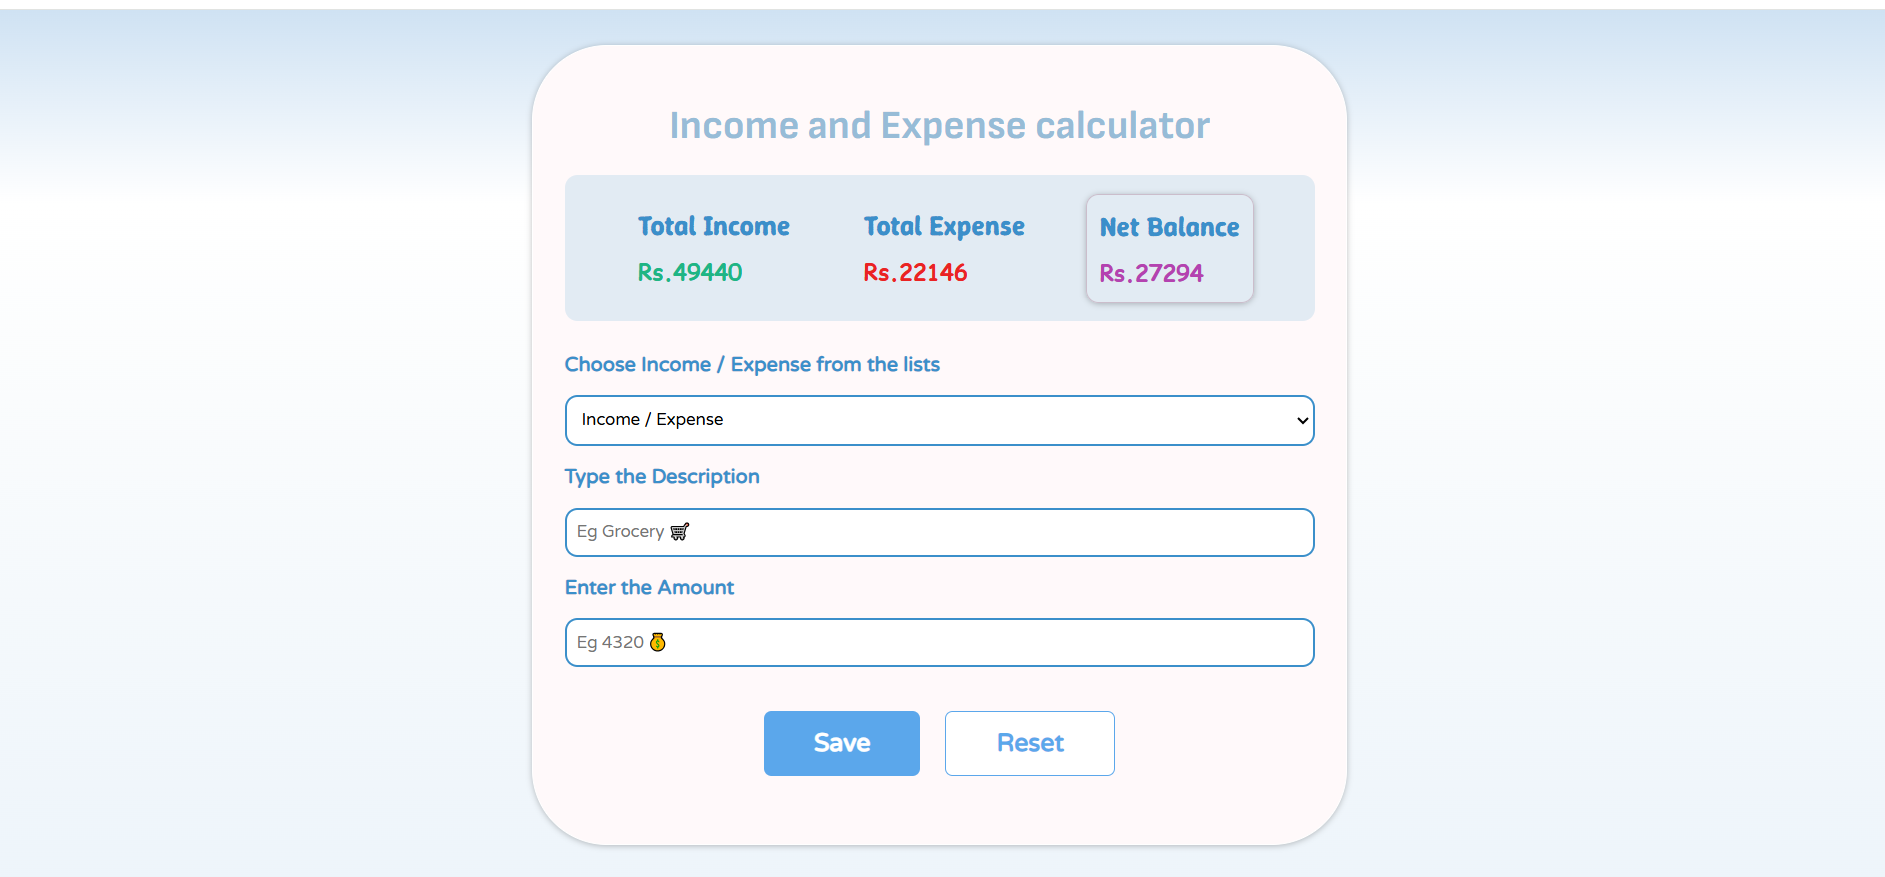 Income and Expense calculator
Total Income Total Expense Net Balance
Rs.49440 Rs.22146 Rs.27294
Choose Income / Expense from the lists
Income / Expense
Type the Description
Eg Grocery 🛒
Enter the Amount
Eg 4320 💰
Save Reset